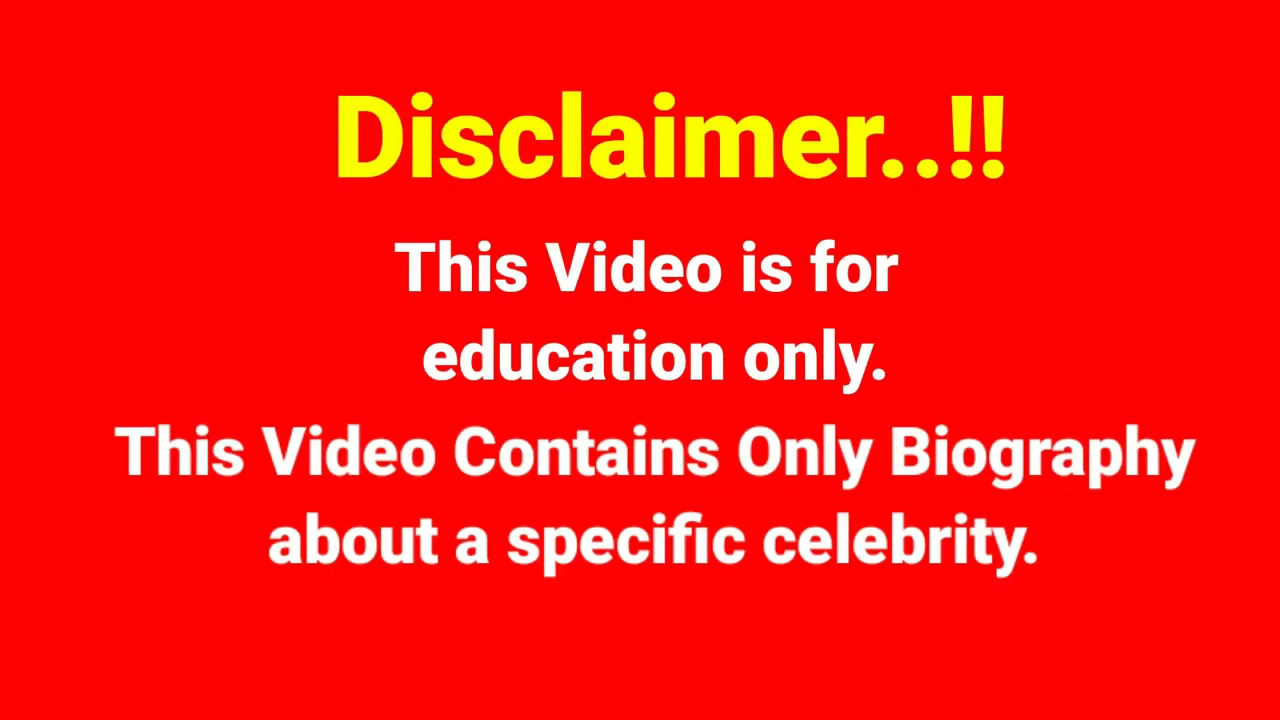 Disclaimer..!!
This Video is for
education only.
This Video Contains Only Biography
about a specific celebrity.